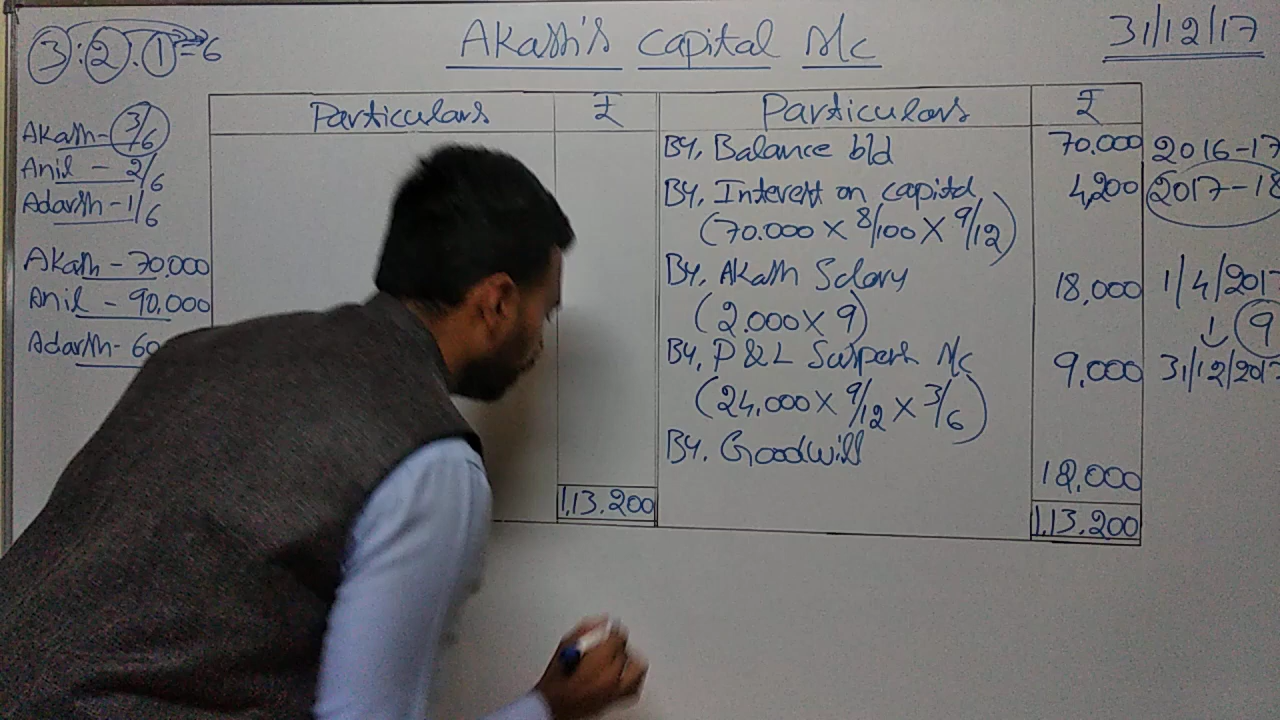 3:2:1=6
Akash's Capital A/c
31/12/17
Particulars ₹ Particulars ₹
Akash - 3/6
Anil - 2/6
Adarsh - 1/6
Akash - 70,000
Anil - 90,000
Adarsh - 60
1,13,200
By, Balance b/d 70,000
By, Interest on capital 4,200
(70,000 × 8/100 × 9/12)
By, Akash Salary 18,000
(2,000 × 9)
By, P & L Suspense A/c 9,000
(24,000 × 9/12 × 3/6)
By, Goodwill
12,000
1,13,200
2016-17
2017-18
1/4/2017
↓ 9
31/12/2017